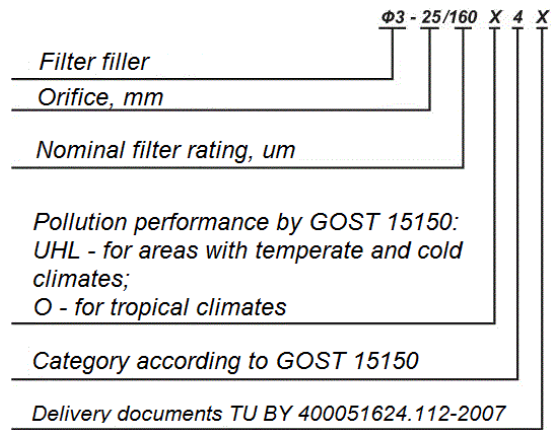 Ф3 - 25/160 X 4 X
Filter filler
Orifice, mm
Nominal filter rating, um
Pollution performance by GOST 15150:
UHL - for areas with temperate and cold
climates;
O - for tropical climates
Category according to GOST 15150
Delivery documents TU BY 400051624.112-2007